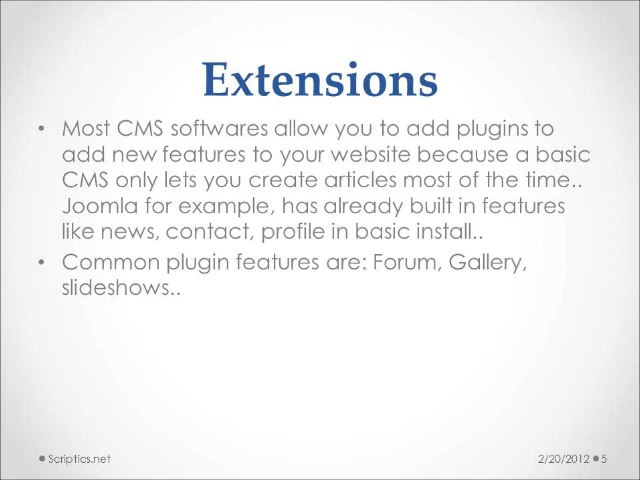 Extensions
• Most CMS softwares allow you to add plugins to
add new features to your website because a basic
CMS only lets you create articles most of the time..
Joomla for example, has already built in features
like news, contact, profile in basic install..
• Common plugin features are: Forum, Gallery,
slideshows..
Scriptics.net 2/20/2012 5